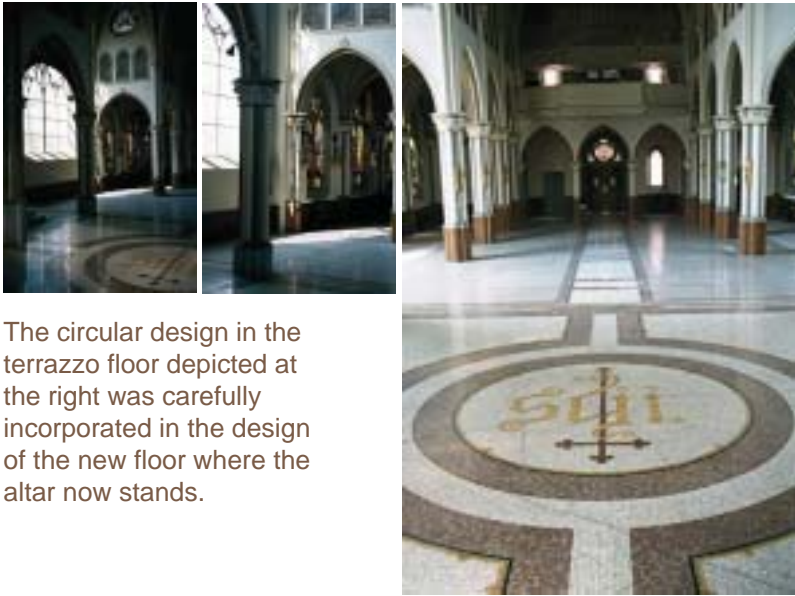 The circular design in the
terrazzo floor depicted at
the right was carefully
incorporated in the design
of the new floor where the
altar now stands.